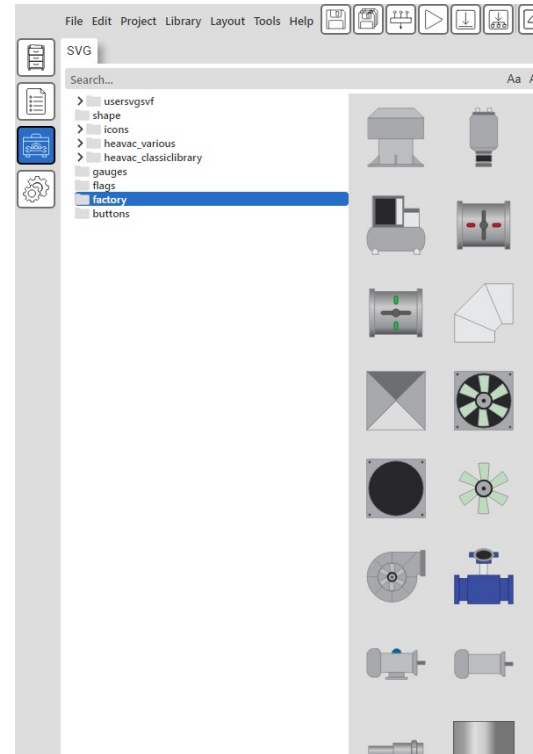 File Edit Project Library Layout Tools Help
SVG
Search...
Aa
usersvgsvf
shape
icons
heavac_various
heavac_classiclibrary
gauges
flags
factory
buttons